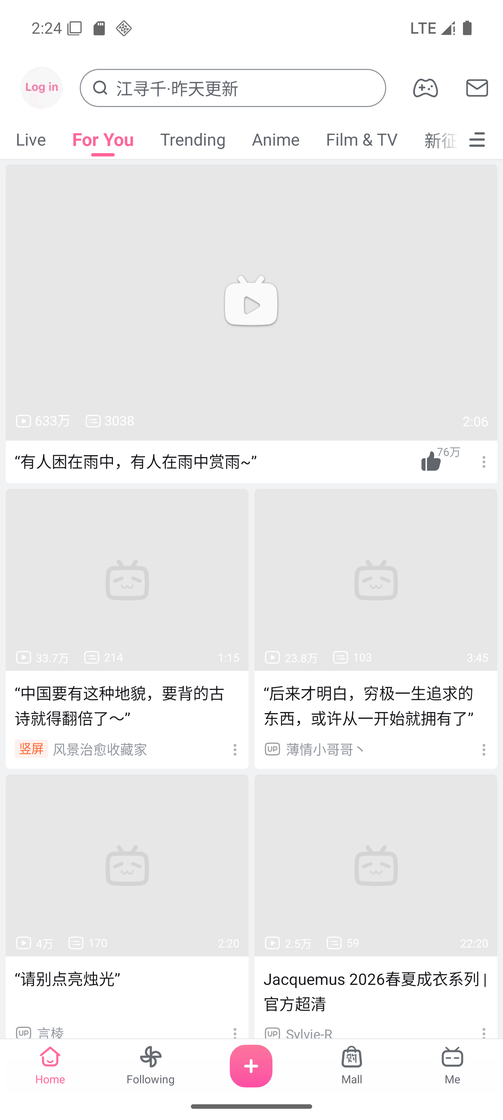 2:24
LTE
Log in
江寻千·昨天更新
Live
For You
Trending
Anime
Film & TV
新征
633万
3038
2:06
“有人困在雨中，有人在雨中赏雨~”
76万
33.7万
214
1:15
23.8万
103
3:45
“中国要有这种地貌，要背的古
诗就得翻倍了～”
竖屏
风景治愈收藏家
“后来才明白，穷极一生追求的
东西，或许从一开始就拥有了”
UP
薄情小哥哥丶
4万
170
2:20
2.5万
59
22:20
“请别点亮烛光”
UP
言棱
Jacquemus 2026春夏成衣系列 |
官方超清
UP
Sylvie-R
Home
Following
Mall
Me